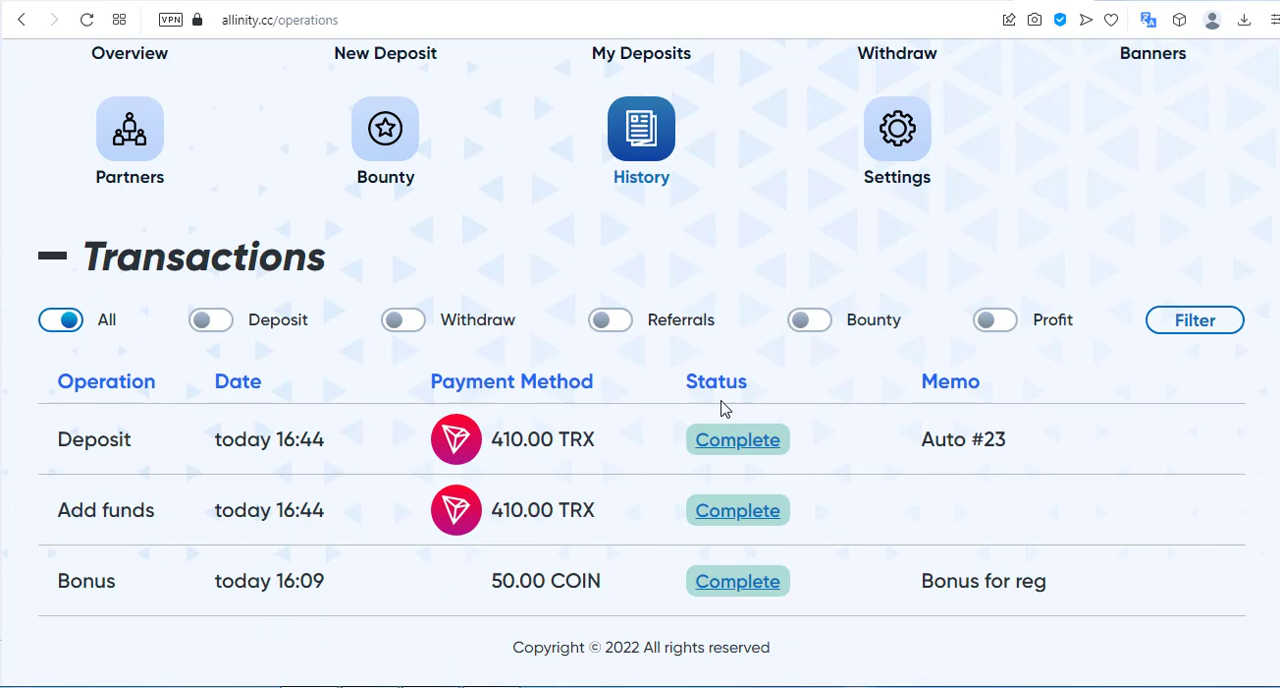 VPN allinity.cc/operations
Overview New Deposit My Deposits Withdraw Banners
Partners Bounty History Settings
Transactions
All Deposit Withdraw Referrals Bounty Profit Filter
Operation Date Payment Method Status Memo
Deposit today 16:44 410.00 TRX Complete Auto #23
Add funds today 16:44 410.00 TRX Complete
Bonus today 16:09 50.00 COIN Complete Bonus for reg
Copyright © 2022 All rights reserved